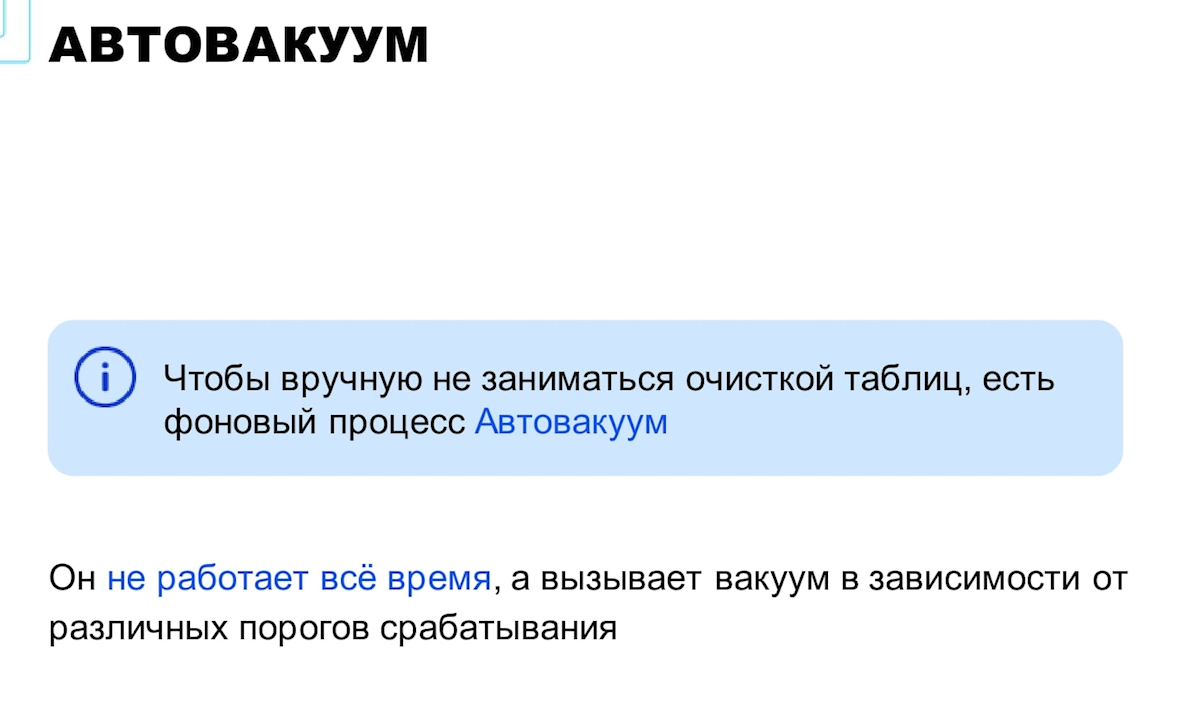 АВТОВАКУУМ
Чтобы вручную не заниматься очисткой таблиц, есть
фоновый процесс Автовакуум
Он не работает всё время, а вызывает вакуум в зависимости от
различных порогов срабатывания